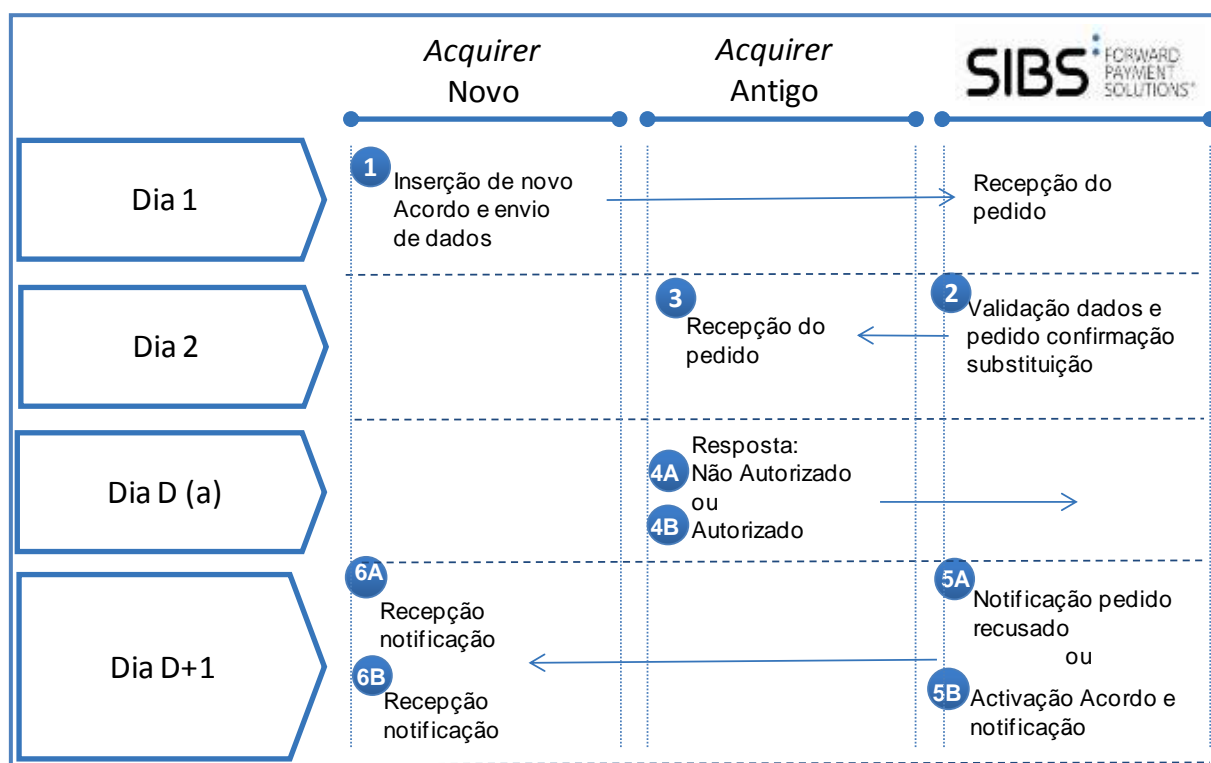 Acquirer
Novo
Acquirer
Antigo
SIBS
FORWARD
PAYMENT
SOLUTIONS
Dia 1
1
Inserção de novo
Acordo e envio
de dados
Recepção do
pedido
Dia 2
3
Recepção do
pedido
2
Validação dados e
pedido confirmação
substituição
Dia D (a)
Resposta:
4A
Não Autorizado
ou
4B
Autorizado
Dia D+1
6A
Recepção
notificação
6B
Recepção
notificação
5A
Notificação pedido
recusado
ou
5B
Activação Acordo e
notificação